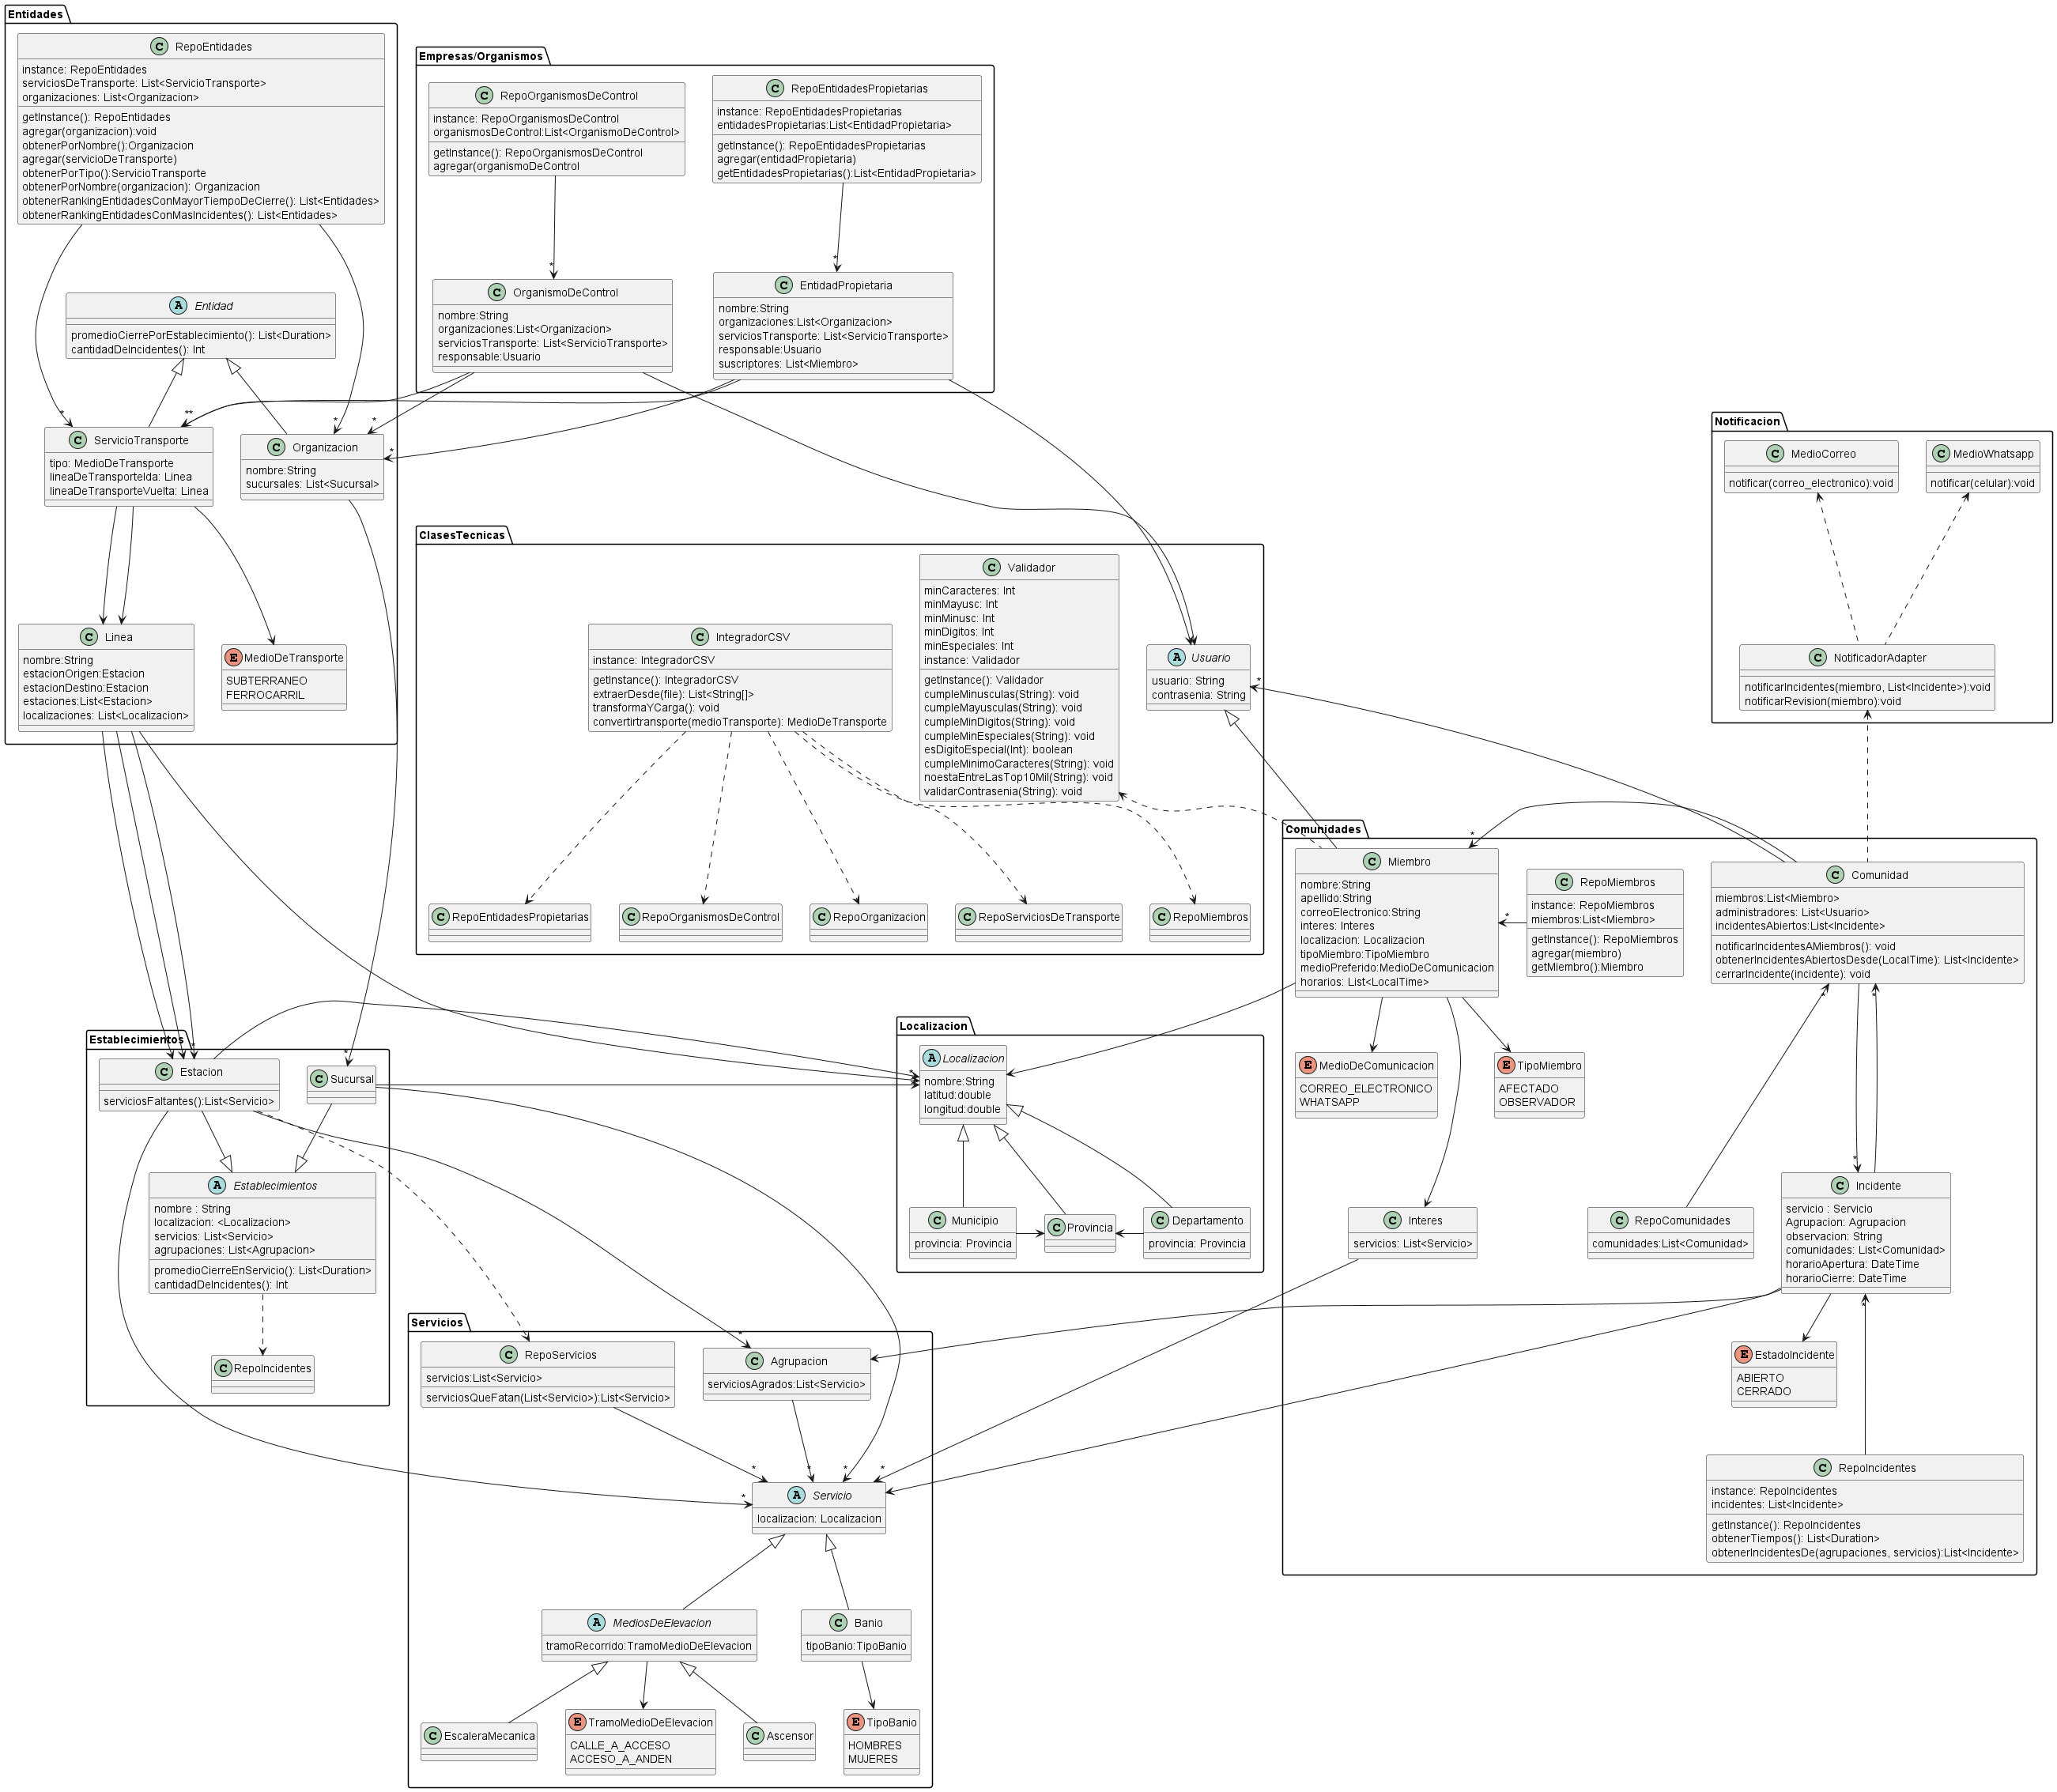 Entidades
C RepoEntidades
instance: RepoEntidades
serviciosDeTransporte: List<ServicioTransporte>
organizaciones: List<Organizacion>
getInstance(): RepoEntidades
agregar(organizacion):void
obtenerPorNombre():Organizacion
agregar(servicioDeTransporte)
obtenerPorTipo():ServicioTransporte
obtenerPorNombre(organizacion): Organizacion
obtenerRankingEntidadesConMayorTiempoDeCierre(): List<Entidades>
obtenerRankingEntidadesConMasIncidentes(): List<Entidades>
A Entidad
promedioCierrePorEstablecimiento(): List<Duration>
cantidadDeIncidentes(): Int
*
**
*
*
*
C ServicioTransporte
tipo: MedioDeTransporte
lineaDeTransporteIda: Linea
lineaDeTransporteVuelta: Linea
C Organizacion
nombre:String
sucursales: List<Sucursal>
C Linea
nombre:String
estacionOrigen:Estacion
estacionDestino:Estacion
estaciones:List<Estacion>
localizaciones: List<Localizacion>
E MedioDeTransporte
SUBTERRANEO
FERROCARRIL
Empresas/Organismos
C RepoOrganismosDeControl
instance: RepoOrganismosDeControl
organismosDeControl:List<OrganismoDeControl>
getInstance(): RepoOrganismosDeControl
agregar(organismoDeControl
C RepoEntidadesPropietarias
instance: RepoEntidadesPropietarias
entidadesPropietarias:List<EntidadPropietaria>
getInstance(): RepoEntidadesPropietarias
agregar(entidadPropietaria)
getEntidadesPropietarias():List<EntidadPropietaria>
*
*
C OrganismoDeControl
nombre:String
organizaciones:List<Organizacion>
serviciosTransporte: List<ServicioTransporte>
responsable:Usuario
C EntidadPropietaria
nombre:String
organizaciones:List<Organizacion>
serviciosTransporte: List<ServicioTransporte>
responsable:Usuario
suscriptores: List<Miembro>
Notificacion
C MedioCorreo
notificar(correo_electronico):void
C MedioWhatsapp
notificar(celular):void
C NotificadorAdapter
notificarIncidentes(miembro, List<Incidente>):void
notificarRevision(miembro):void
ClasesTecnicas
C IntegradorCSV
instance: IntegradorCSV
getInstance(): IntegradorCSV
extraerDesde(file): List<String[]>
transformaYCarga(): void
convertirtransporte(medioTransporte): MedioDeTransporte
C Validador
minCaracteres: Int
minMayusc: Int
minMinusc: Int
minDigitos: Int
minEspeciales: Int
instance: Validador
getInstance(): Validador
cumpleMinusculas(String): void
cumpleMayusculas(String): void
cumpleMinDigitos(String): void
cumpleMinEspeciales(String): void
esDigitoEspecial(Int): boolean
cumpleMinimoCaracteres(String): void
noestaEntreLasTop10Mil(String): void
validarContrasenia(String): void
A Usuario
usuario: String
contrasenia: String
*
C RepoEntidadesPropietarias
C RepoOrganismosDeControl
C RepoOrganizacion
C RepoServiciosDeTransporte
C RepoMiembros
Comunidades
*
C Miembro
nombre:String
apellido:String
correoElectronico:String
interes: Interes
localizacion: Localizacion
tipoMiembro:TipoMiembro
medioPreferido:MedioDeComunicacion
horarios: List<LocalTime>
*
C RepoMiembros
instance: RepoMiembros
miembros:List<Miembro>
getInstance(): RepoMiembros
agregar(miembro)
getMiembro():Miembro
C Comunidad
miembros:List<Miembro>
administradores: List<Usuario>
incidentesAbiertos:List<Incidente>
notificarIncidentesAMiembros(): void
obtenerIncidentesAbiertosDesde(LocalTime): List<Incidente>
cerrarIncidente(incidente): void
*
*
E MedioDeComunicacion
CORREO_ELECTRONICO
WHATSAPP
E TipoMiembro
AFECTADO
OBSERVADOR
*
C Interes
servicios: List<Servicio>
C RepoComunidades
comunidades:List<Comunidad>
C Incidente
servicio : Servicio
Agrupacion: Agrupacion
observacion: String
comunidades: List<Comunidad>
horarioApertura: DateTime
horarioCierre: DateTime
*
E EstadoIncidente
ABIERTO
CERRADO
C RepoIncidentes
instance: RepoIncidentes
incidentes: List<Incidente>
getInstance(): RepoIncidentes
obtenerTiempos(): List<Duration>
obtenerIncidentesDe(agrupaciones, servicios):List<Incidente>
Establecimientos
*
*
C Estacion
serviciosFaltantes():List<Servicio>
C Sucursal
A Establecimientos
nombre : String
localizacion: <Localizacion>
servicios: List<Servicio>
agrupaciones: List<Agrupacion>
promedioCierreEnServicio(): List<Duration>
cantidadDeIncidentes(): Int
C RepoIncidentes
Localizacion
*
A Localizacion
nombre:String
latitud:double
longitud:double
C Municipio
provincia: Provincia
C Provincia
C Departamento
provincia: Provincia
Servicios
*
C RepoServicios
servicios:List<Servicio>
serviciosQueFatan(List<Servicio>):List<Servicio>
C Agrupacion
serviciosAgrados:List<Servicio>
*
*
*
*
*
A Servicio
localizacion: Localizacion
A MediosDeElevacion
tramoRecorrido:TramoMedioDeElevacion
C Banio
tipoBanio:TipoBanio
C EscaleraMecanica
E TramoMedioDeElevacion
CALLE_A_ACCESO
ACCESO_A_ANDEN
C Ascensor
E TipoBanio
HOMBRES
MUJERES